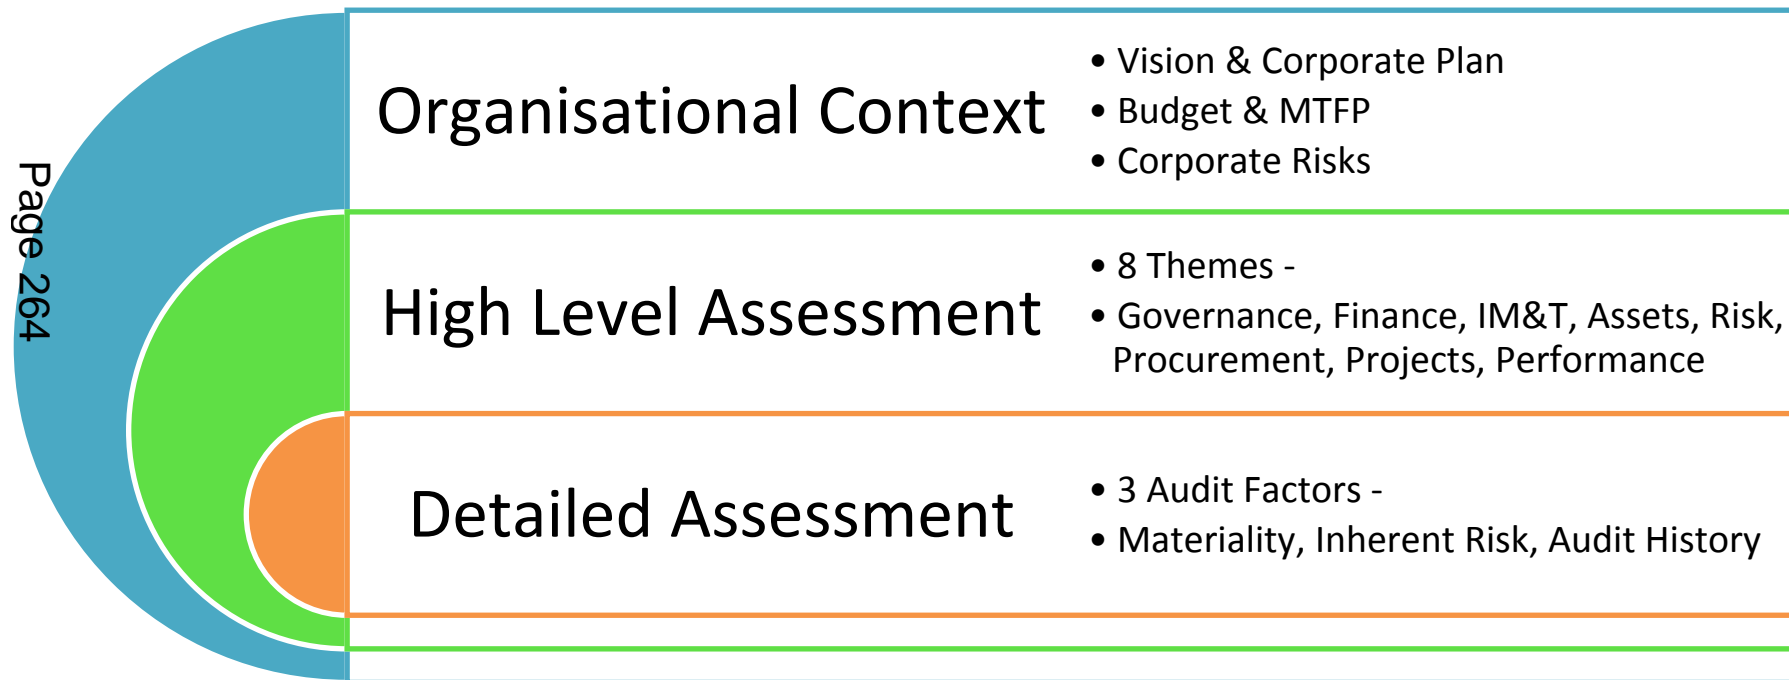 Page 264
Organisational Context
• Vision & Corporate Plan
• Budget & MTFP
• Corporate Risks
High Level Assessment
• 8 Themes -
• Governance, Finance, IM&T, Assets, Risk,
Procurement, Projects, Performance
Detailed Assessment
• 3 Audit Factors -
• Materiality, Inherent Risk, Audit History